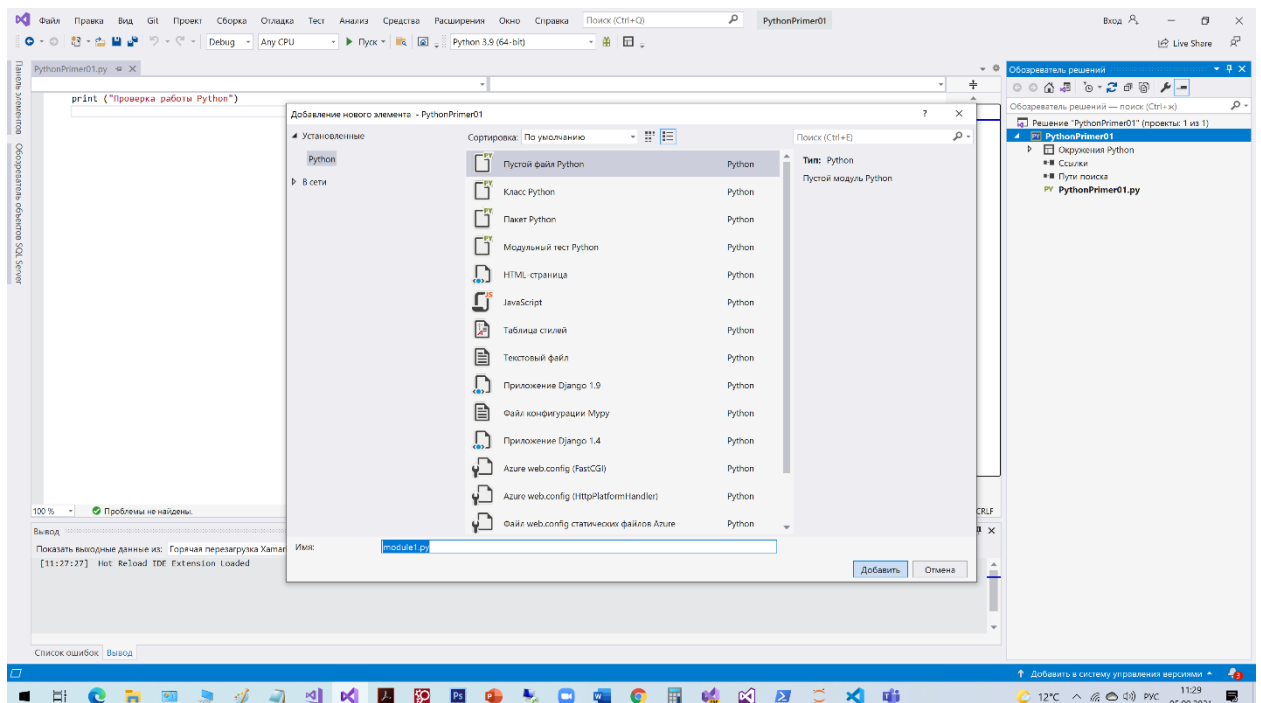 Файл Правка Вид Git Проект Сборка Отладка Тест Анализ Средства Расширения Окно Справка Поиск (Ctrl+Q) PythonPrimer01 Вход
Debug Any CPU Пуск Python 3.9 (64-bit) Live Share
Панель элементов
Обозреватель объектов SQL Server
PythonPrimer01.py
print ("Проверка работы Python")
Добавление нового элемента - PythonPrimer01 ?
Установленные
Python
В сети
Сортировка: По умолчанию
Поиск (Ctrl+E)
Пустой файл Python Python
Класс Python Python
Пакет Python Python
Модульный тест Python Python
HTML-страница Python
JavaScript Python
Таблица стилей Python
Текстовый файл Python
Приложение Django 1.9 Python
Файл конфигурации Mypy Python
Приложение Django 1.4 Python
Azure web.config (FastCGI) Python
Azure web.config (HttpPlatformHandler) Python
Файл web.config статических файлов Azure Python
Тип: Python
Пустой модуль Python
Имя: module1.py
Добавить Отмена
Обозреватель решений
Обозреватель решений — поиск (Ctrl+ж)
Решение "PythonPrimer01" (проекты: 1 из 1)
PythonPrimer01
Окружения Python
Ссылки
Пути поиска
PythonPrimer01.py
100 % Проблемы не найдены. CRLF
Вывод
Показать выходные данные из: Горячая перезагрузка Xamar
[11:27:27] Hot Reload IDE Extension Loaded
Список ошибок Вывод
Добавить в систему управления версиями
12°C РУС 11:29